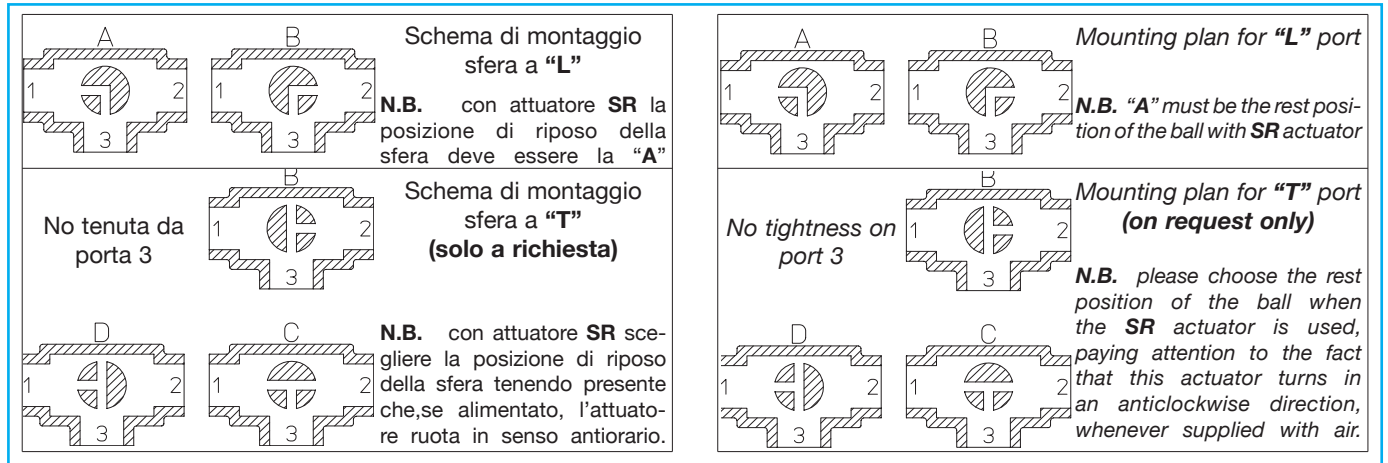 A
B
1
2
3
1
2
3
Schema di montaggio
sfera a “L”
N.B. con attuatore SR la
posizione di riposo della
sfera deve essere la “A”
No tenuta da
porta 3
B
1
2
3
Schema di montaggio
sfera a “T”
(solo a richiesta)
D
C
1
2
3
1
2
3
N.B. con attuatore SR sce-
gliere la posizione di riposo
della sfera tenendo presente
che,se alimentato, l’attuato-
re ruota in senso antiorario.
A
B
1
2
3
1
2
3
Mounting plan for “L” port
N.B. “A” must be the rest posi-
tion of the ball with SR actuator
No tightness on
port 3
B
1
2
3
Mounting plan for “T” port
(on request only)
D
C
1
2
3
1
2
3
N.B. please choose the rest
position of the ball when
the SR actuator is used,
paying attention to the fact
that this actuator turns in
an anticlockwise direction,
whenever supplied with air.